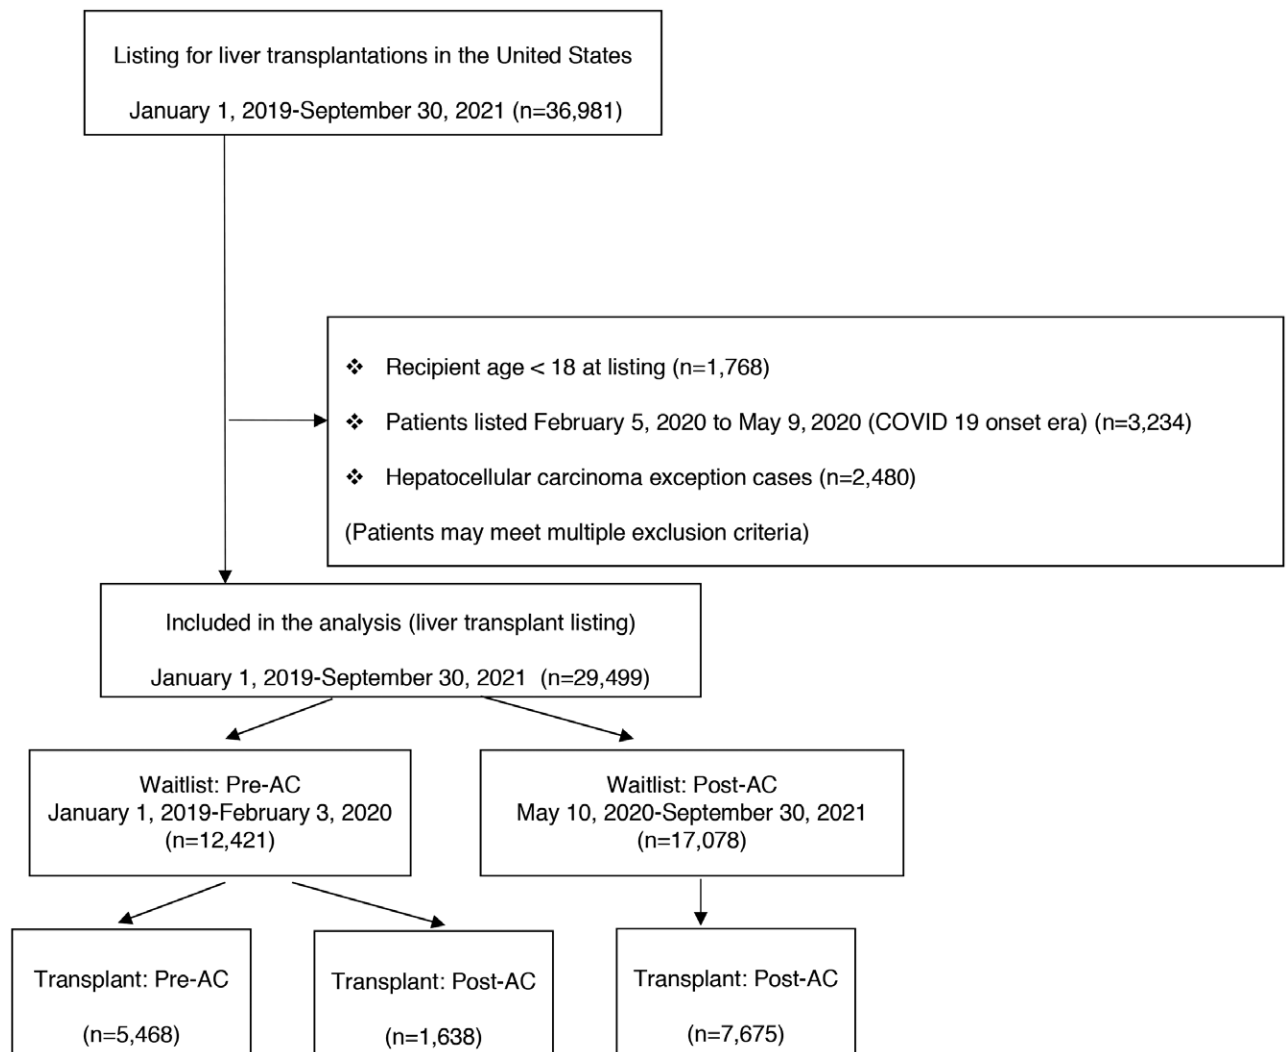 Listing for liver transplantations in the United States
January 1, 2019-September 30, 2021 (n=36,981)
❖ Recipient age < 18 at listing (n=1,768)
❖ Patients listed February 5, 2020 to May 9, 2020 (COVID 19 onset era) (n=3,234)
❖ Hepatocellular carcinoma exception cases (n=2,480)
(Patients may meet multiple exclusion criteria)
Included in the analysis (liver transplant listing)
January 1, 2019-September 30, 2021 (n=29,499)
Waitlist: Pre-AC
January 1, 2019-February 3, 2020
(n=12,421)
Waitlist: Post-AC
May 10, 2020-September 30, 2021
(n=17,078)
Transplant: Pre-AC
(n=5,468)
Transplant: Post-AC
(n=1,638)
Transplant: Post-AC
(n=7,675)